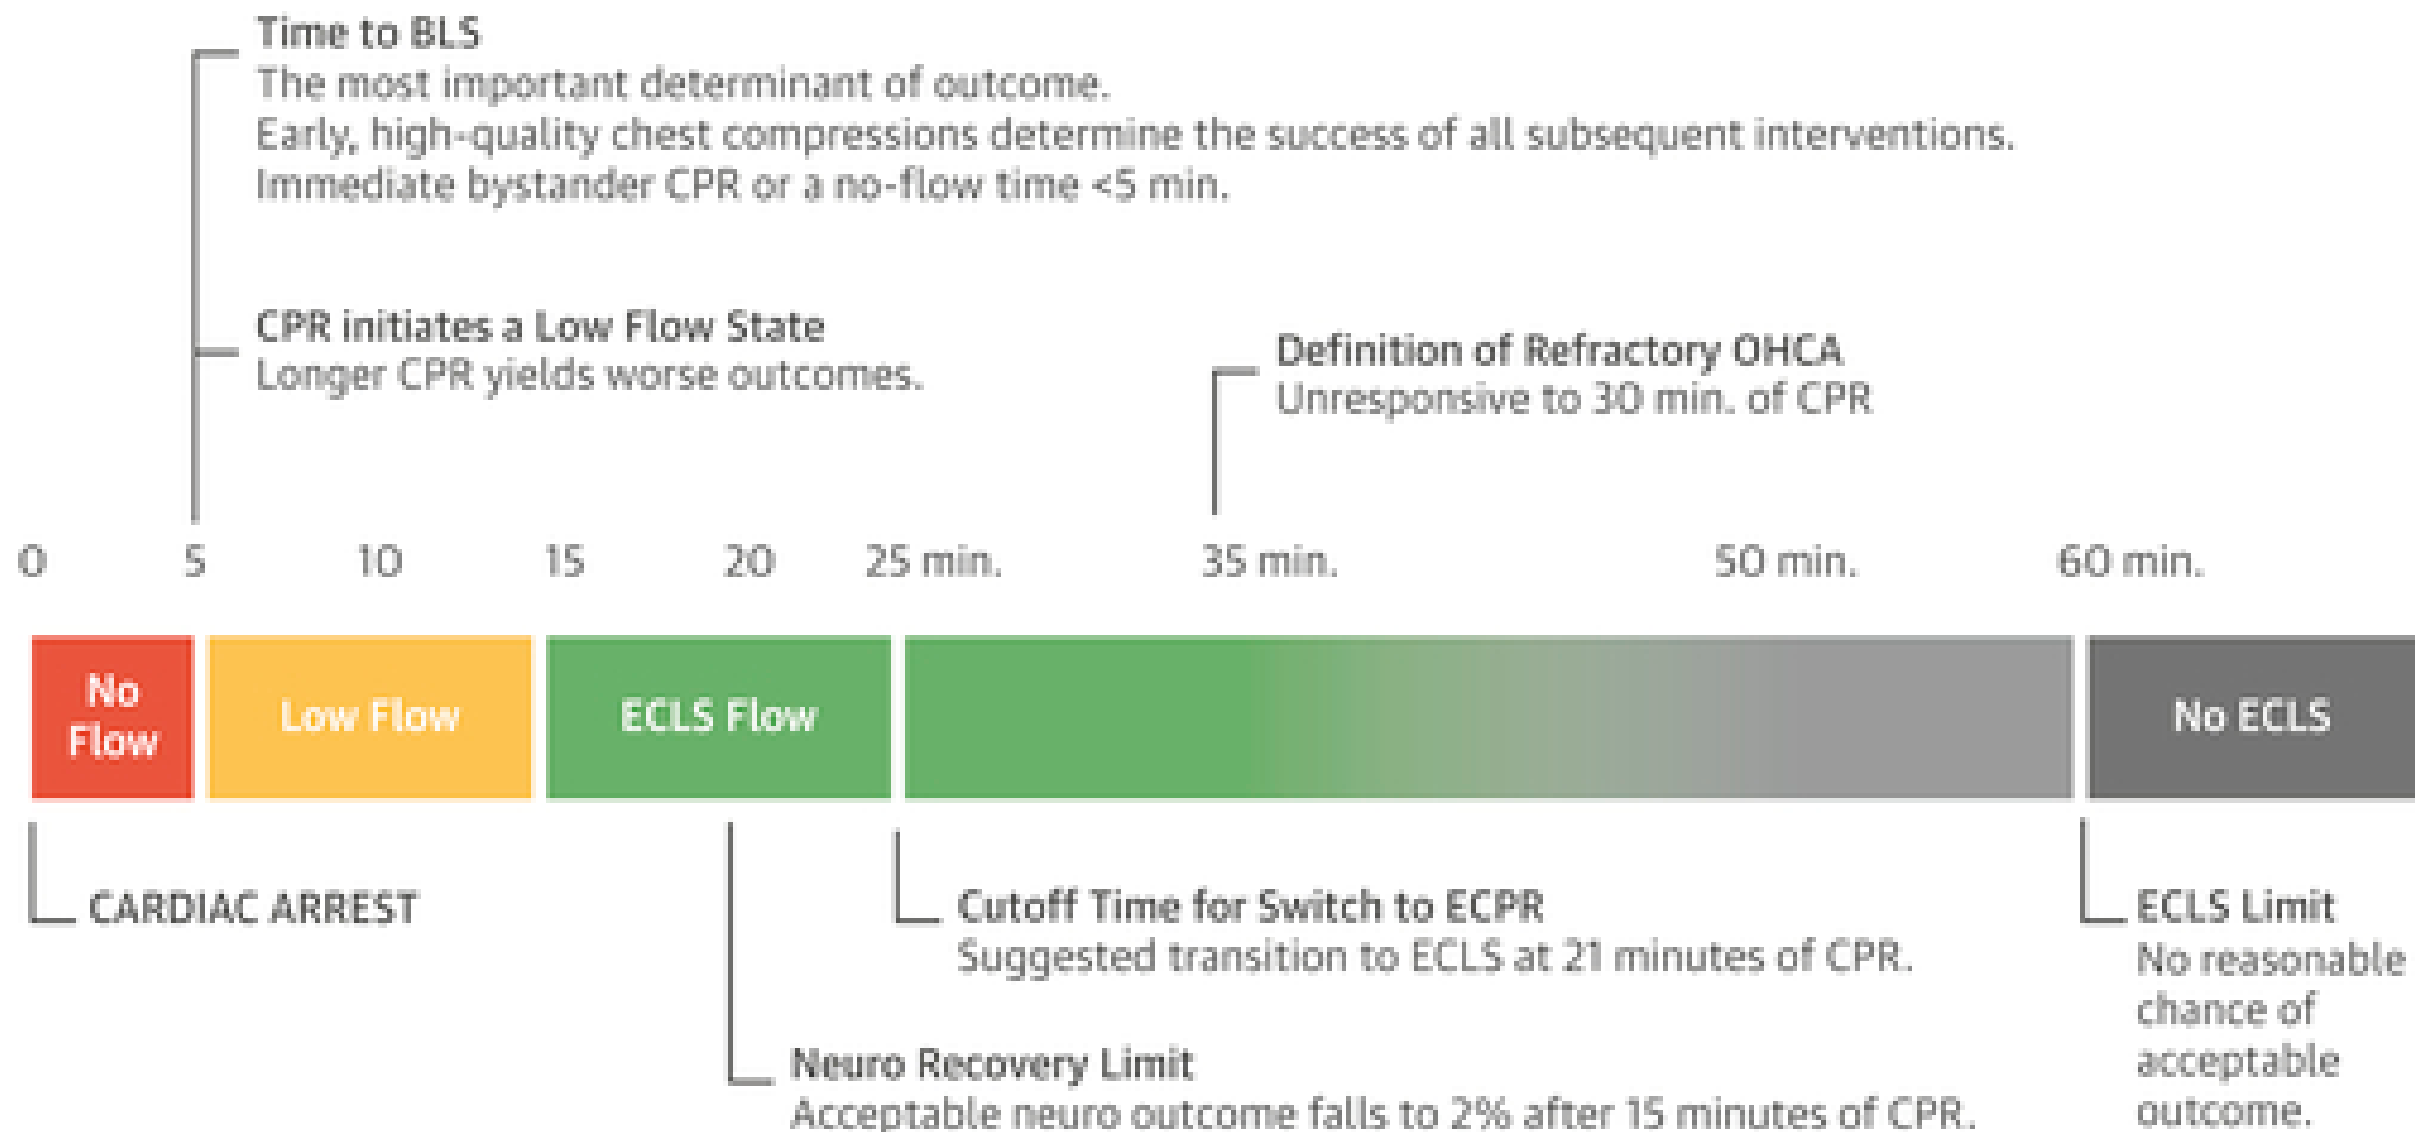 Time to BLS
The most important determinant of outcome.
Early, high-quality chest compressions determine the success of all subsequent interventions.
Immediate bystander CPR or a no-flow time <5 min.
CPR initiates a Low Flow State
Longer CPR yields worse outcomes.
Definition of Refractory OHCA
Unresponsive to 30 min. of CPR
0 5 10 15 20 25 min. 35 min. 50 min. 60 min.
No
Flow
Low Flow
ECLS Flow
No ECLS
CARDIAC ARREST
Cutoff Time for Switch to ECPR
Suggested transition to ECLS at 21 minutes of CPR.
Neuro Recovery Limit
Acceptable neuro outcome falls to 2% after 15 minutes of CPR.
ECLS Limit
No reasonable
chance of
acceptable
outcome.